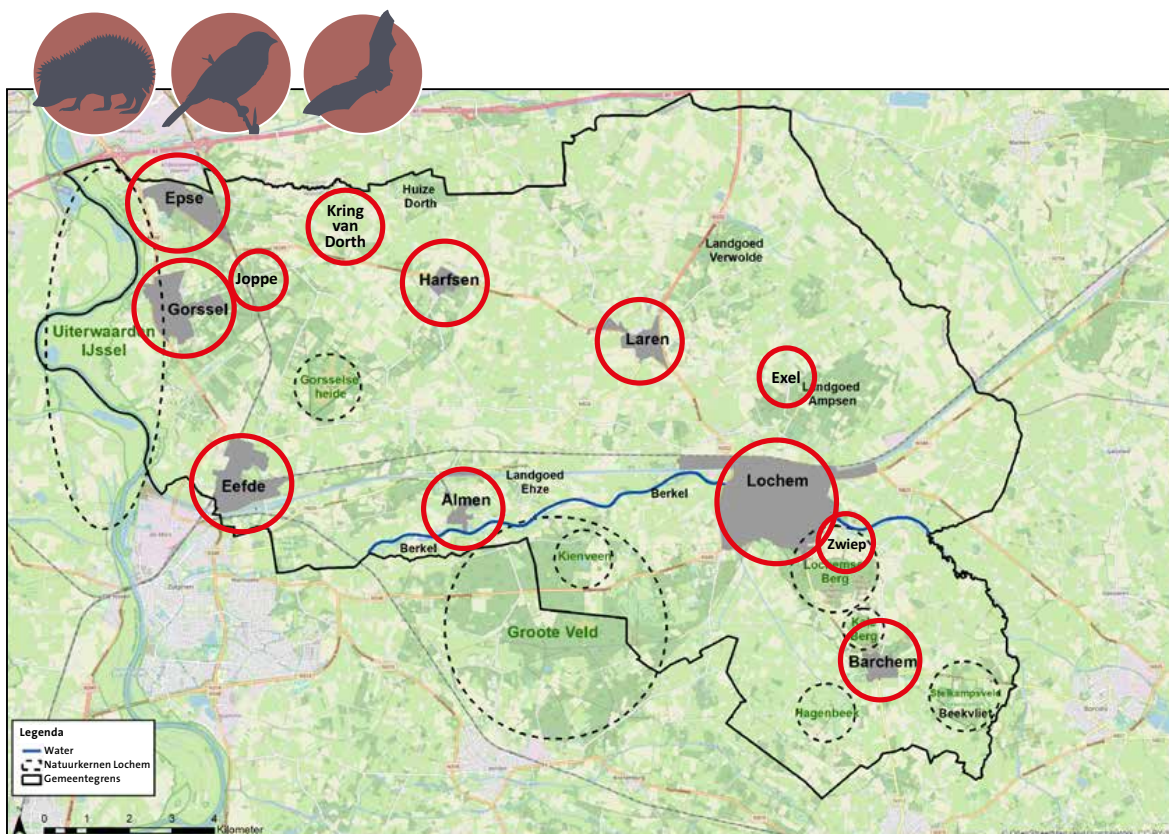 Epse
Kring
van
Dorth
Huize
Dorth
Landgoed
Verwolde
Joppe
Harfsen
Gorssel
Uiterwaarden
IJssel
Laren
Gorsselse
heide
Exel
Landgoed
Ampsen
Eefde
Almen
Landgoed
Ehze
Berkel
Lochem
Berkel
Zwiep
Kienveen
Lochemse
Berg
Groote Veld
Kale
Berg
Barchem
Hagenbeek
Stelkampsveld
Beekvliet
Legenda
Water
Natuurkernen Lochem
Gemeentegrens
0 1 2 3 4
Kilometer